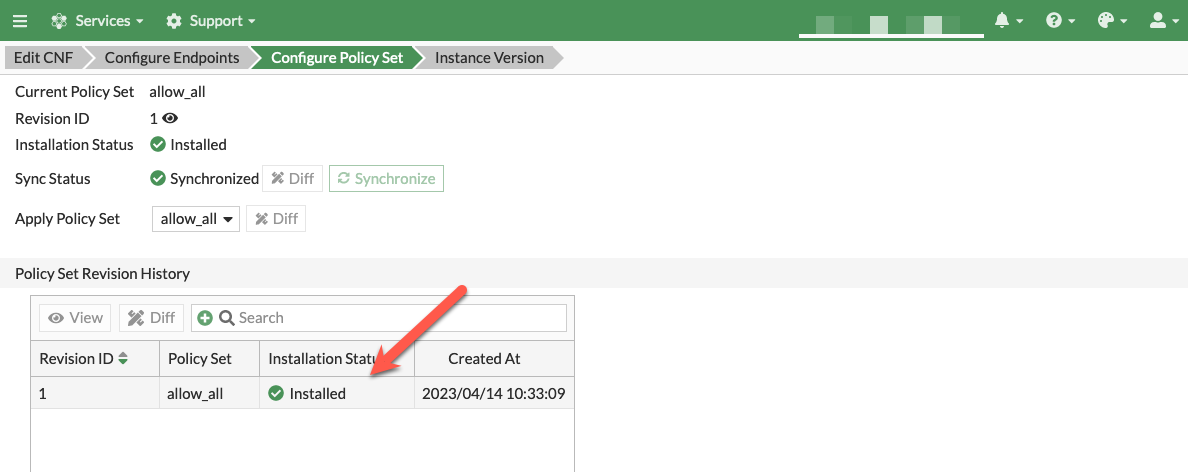 Services Support
Edit CNF Configure Endpoints Configure Policy Set Instance Version
Current Policy Set allow_all
Revision ID 1
Installation Status Installed
Sync Status Synchronized Diff Synchronize
Apply Policy Set allow_all Diff
Policy Set Revision History
View Diff Search
Revision ID Policy Set Installation Statu Created At
1 allow_all Installed 2023/04/14 10:33:09